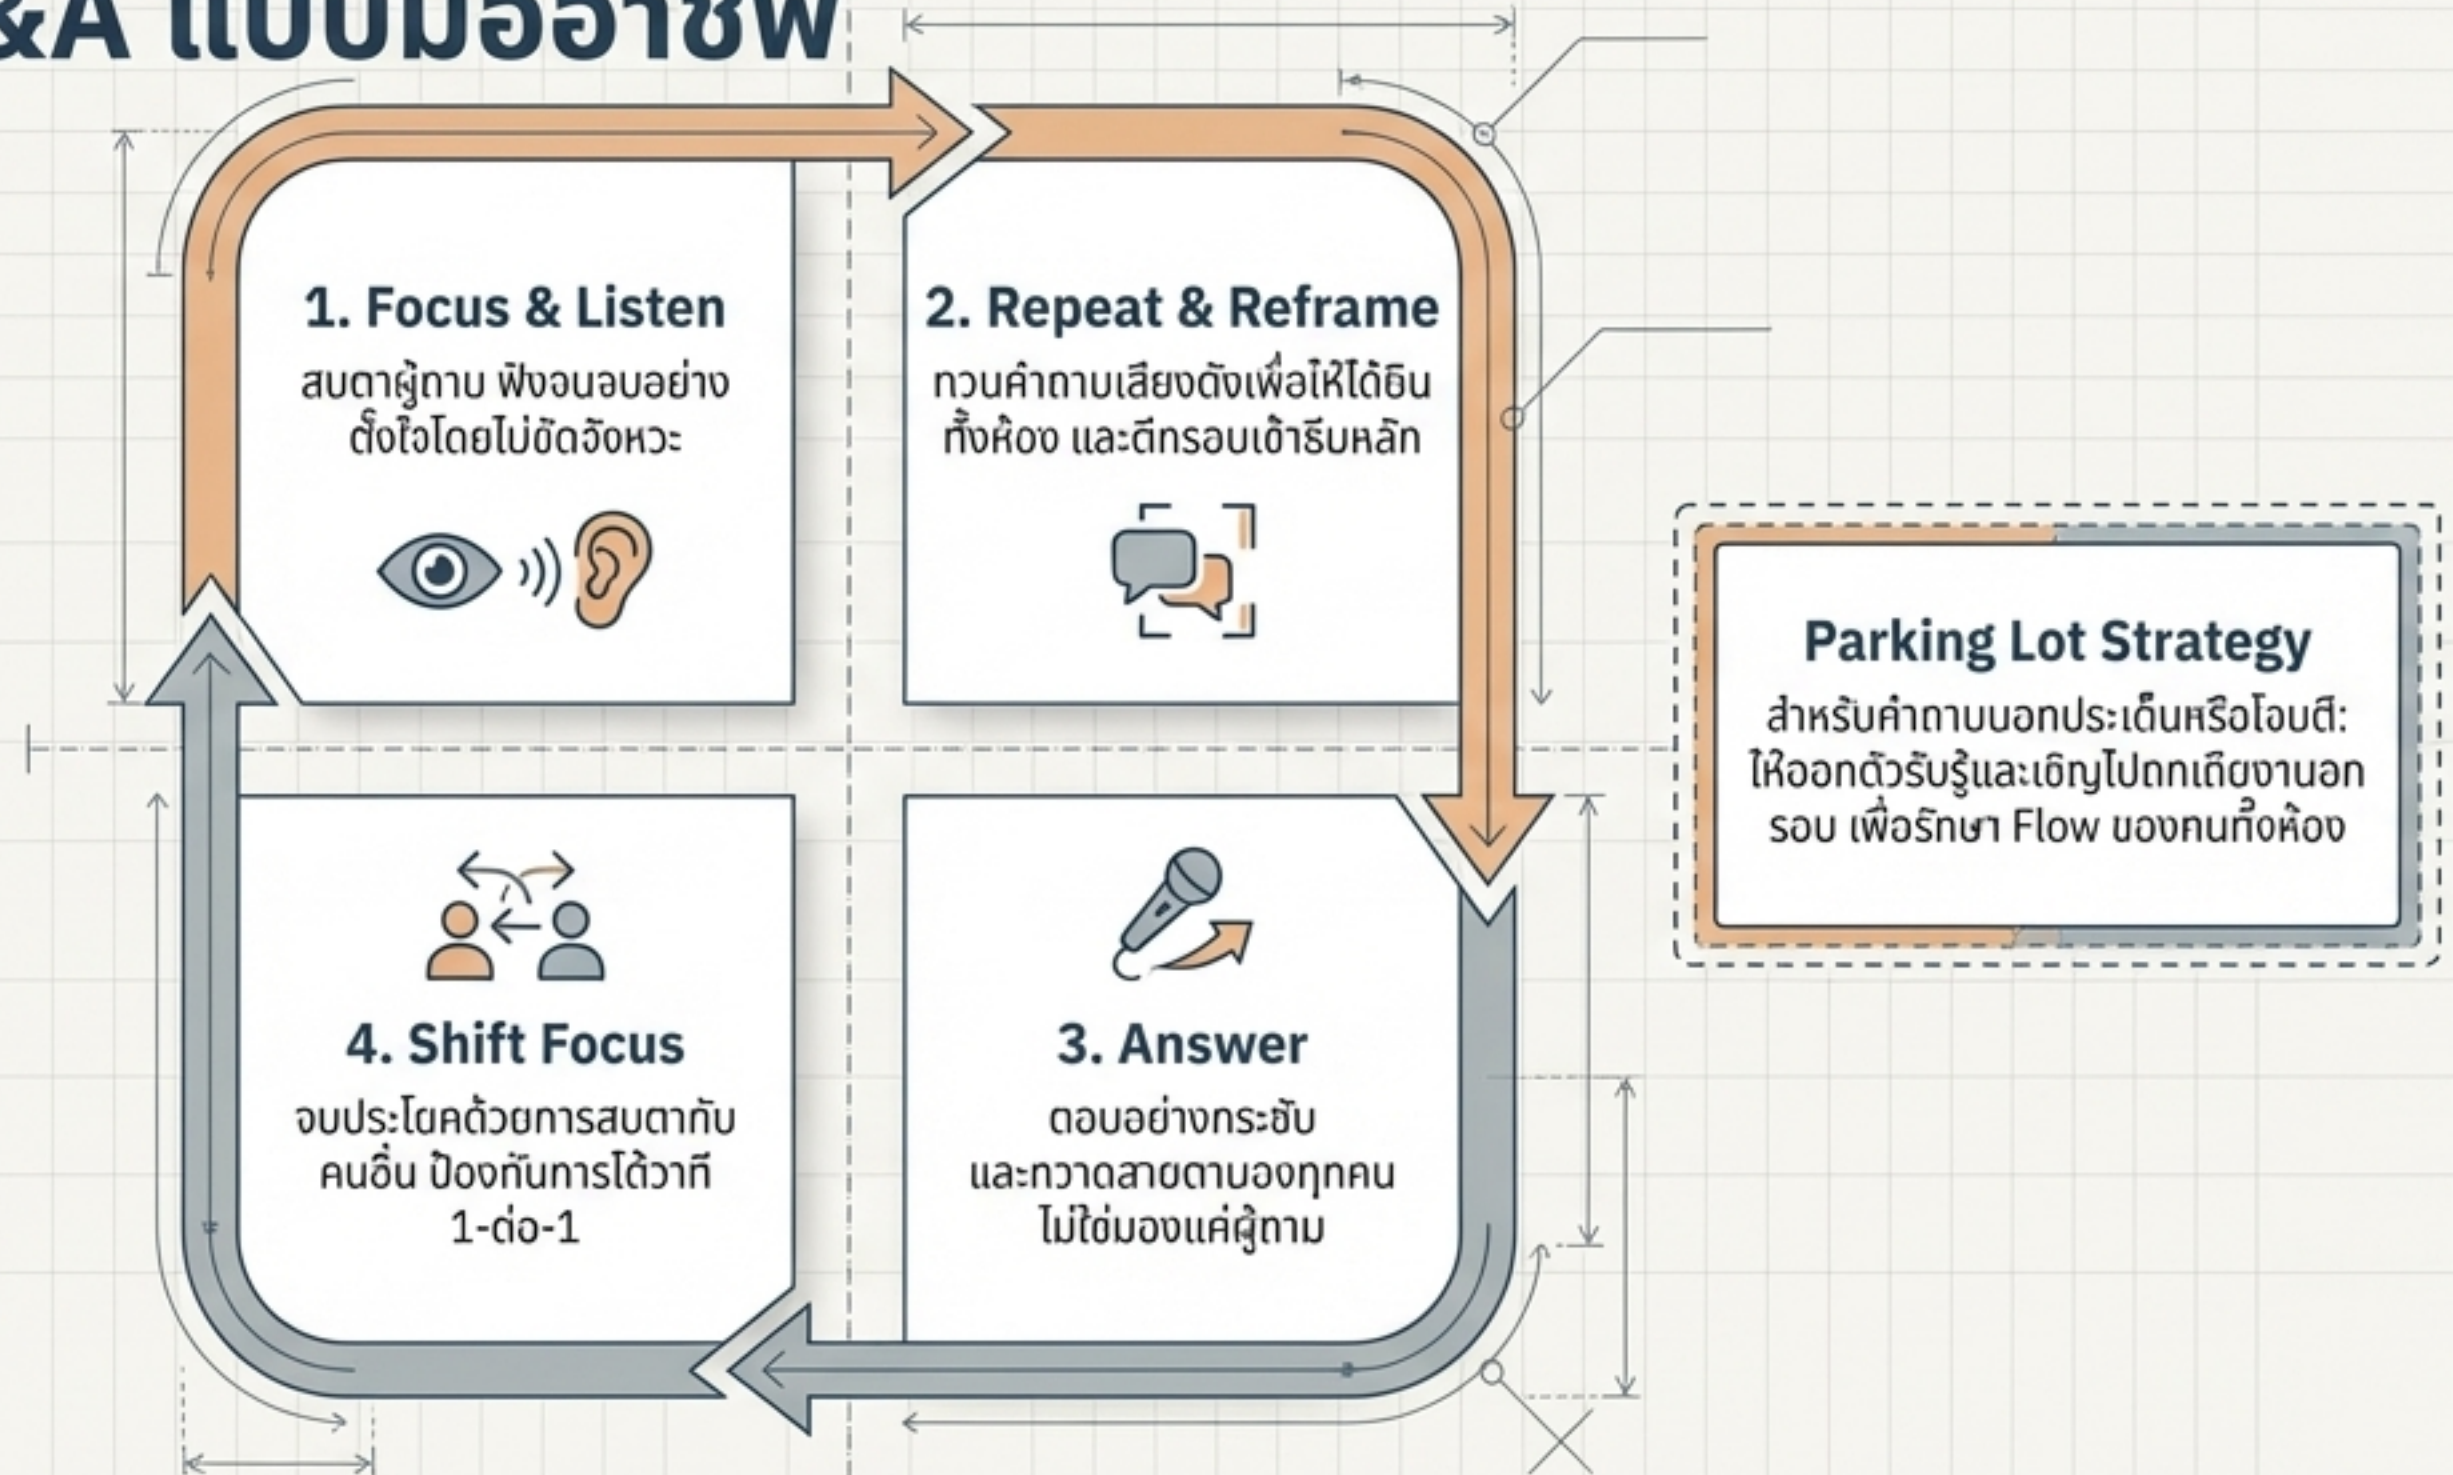 &A แบบมืออาชีพ
1. Focus & Listen
สบตาผู้ถาม ฟังจนจบอย่าง
ตั้งใจโดยไม่ขัดจังหวะ
2. Repeat & Reframe
ทวนคำถามเสียงดังเพื่อให้ได้ยิน
ทั้งห้อง และตีกรอบเข้าธีมหลัก
3. Answer
ตอบอย่างกระชับ
และกวาดสายตามองทุกคน
ไม่ใช่มองแค่ผู้ถาม
4. Shift Focus
จบประโยคด้วยการสบตากับ
คนอื่น ป้องกันการโต้วาที
1-ต่อ-1
Parking Lot Strategy
สำหรับคำถามนอกประเด็นหรือโจมตี:
ให้ออกตัวรับรู้และเชิญไปถกเถียงานอก
รอบ เพื่อรักษา Flow ของคนทั้งห้อง